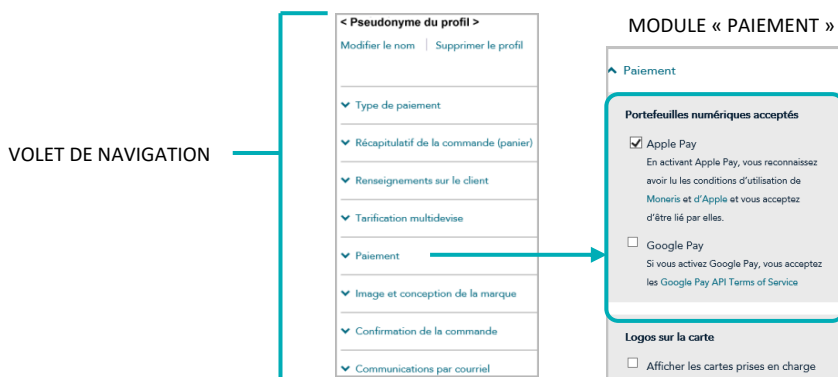 VOLET DE NAVIGATION
< Pseudonyme du profil >
Modifier le nom | Supprimer le profil
Type de paiement
Récapitulatif de la commande (panier)
Renseignements sur le client
Tarification multidevise
Paiement
Image et conception de la marque
Confirmation de la commande
Communications par courriel
MODULE « PAIEMENT »
Paiement
Portefeuilles numériques acceptés
Apple Pay
En activant Apple Pay, vous reconnaissez
avoir lu les conditions d'utilisation de
Moneris et d'Apple et vous acceptez
d'être lié par elles.
Google Pay
Si vous activez Google Pay, vous acceptez
les Google Pay API Terms of Service
Logos sur la carte
Afficher les cartes prises en charge